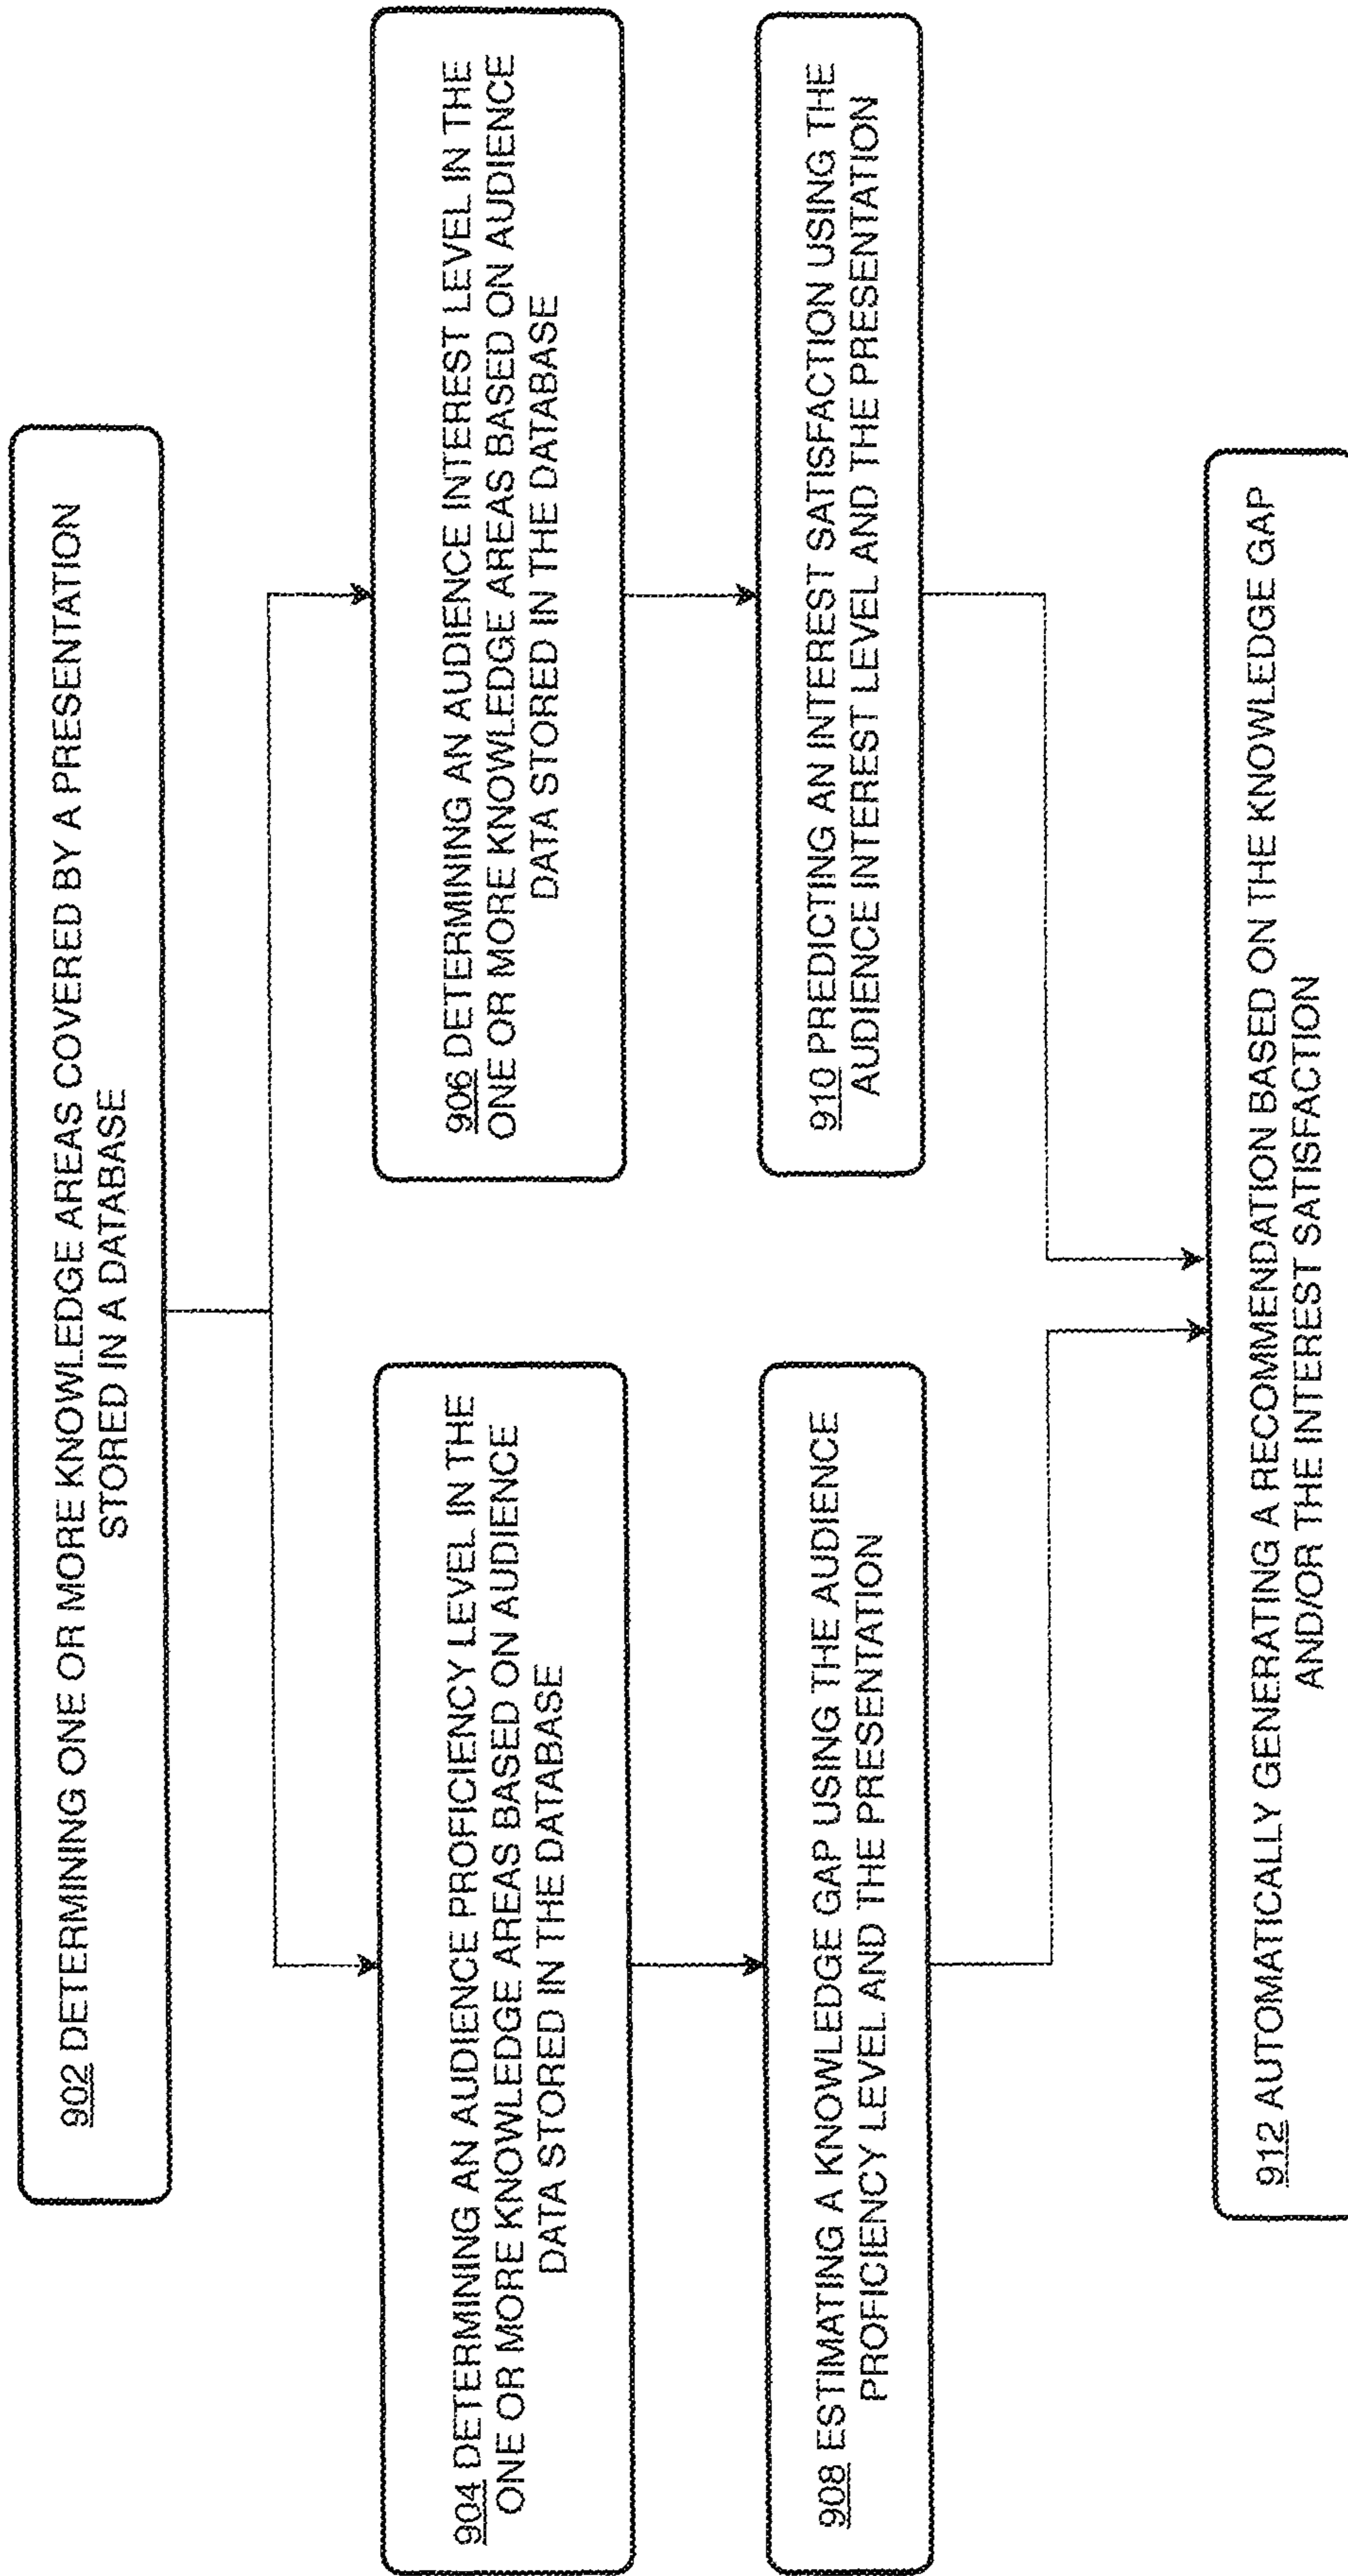 902 DETERMINING ONE OR MORE KNOWLEDGE AREAS COVERED BY A PRESENTATION
STORED IN A DATABASE
904 DETERMINING AN AUDIENCE PROFICIENCY LEVEL IN THE
ONE OR MORE KNOWLEDGE AREAS BASED ON AUDIENCE
DATA STORED IN THE DATABASE
906 DETERMINING AN AUDIENCE INTEREST LEVEL IN THE
ONE OR MORE KNOWLEDGE AREAS BASED ON AUDIENCE
DATA STORED IN THE DATABASE
908 ESTIMATING A KNOWLEDGE GAP USING THE AUDIENCE
PROFICIENCY LEVEL AND THE PRESENTATION
910 PREDICTING AN INTEREST SATISFACTION USING THE
AUDIENCE INTEREST LEVEL AND THE PRESENTATION
912 AUTOMATICALLY GENERATING A RECOMMENDATION BASED ON THE KNOWLEDGE GAP
AND/OR THE INTEREST SATISFACTION